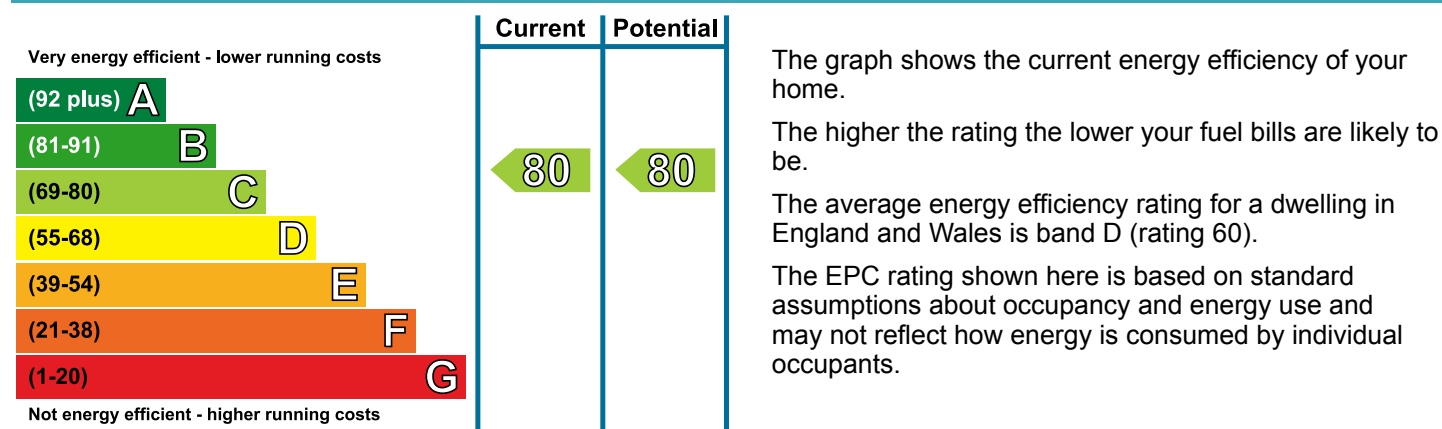 Current Potential
Very energy efficient - lower running costs
(92 plus) A
(81-91) B
(69-80) C
(55-68) D
(39-54) E
(21-38) F
(1-20) G
Not energy efficient - higher running costs
80 80
The graph shows the current energy efficiency of your
home.
The higher the rating the lower your fuel bills are likely to
be.
The average energy efficiency rating for a dwelling in
England and Wales is band D (rating 60).
The EPC rating shown here is based on standard
assumptions about occupancy and energy use and
may not reflect how energy is consumed by individual
occupants.